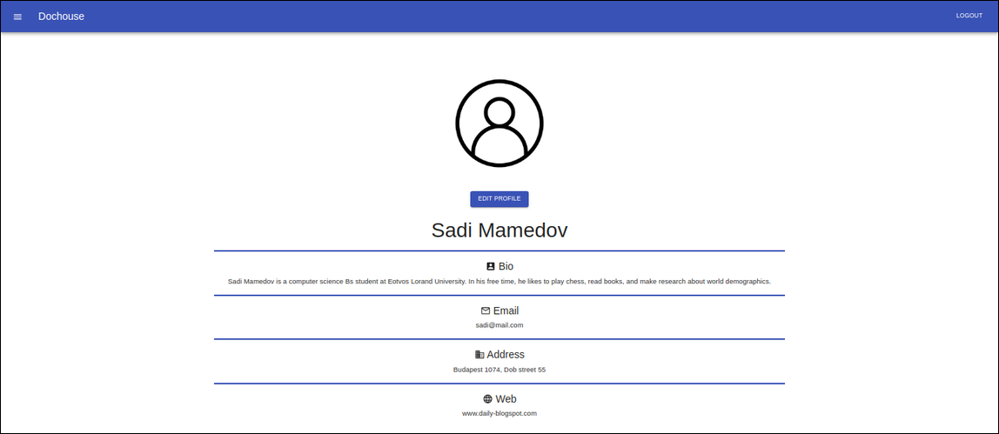 Dochouse
LOGOUT
EDIT PROFILE
Sadi Mamedov
Bio
Sadi Mamedov is a computer science Bs student at Eotvos Lorand University. In his free time, he likes to play chess, read books, and make research about world demographics.
Email
sadi@mail.com
Address
Budapest 1074, Dob street 55
Web
www.daily-blogspot.com